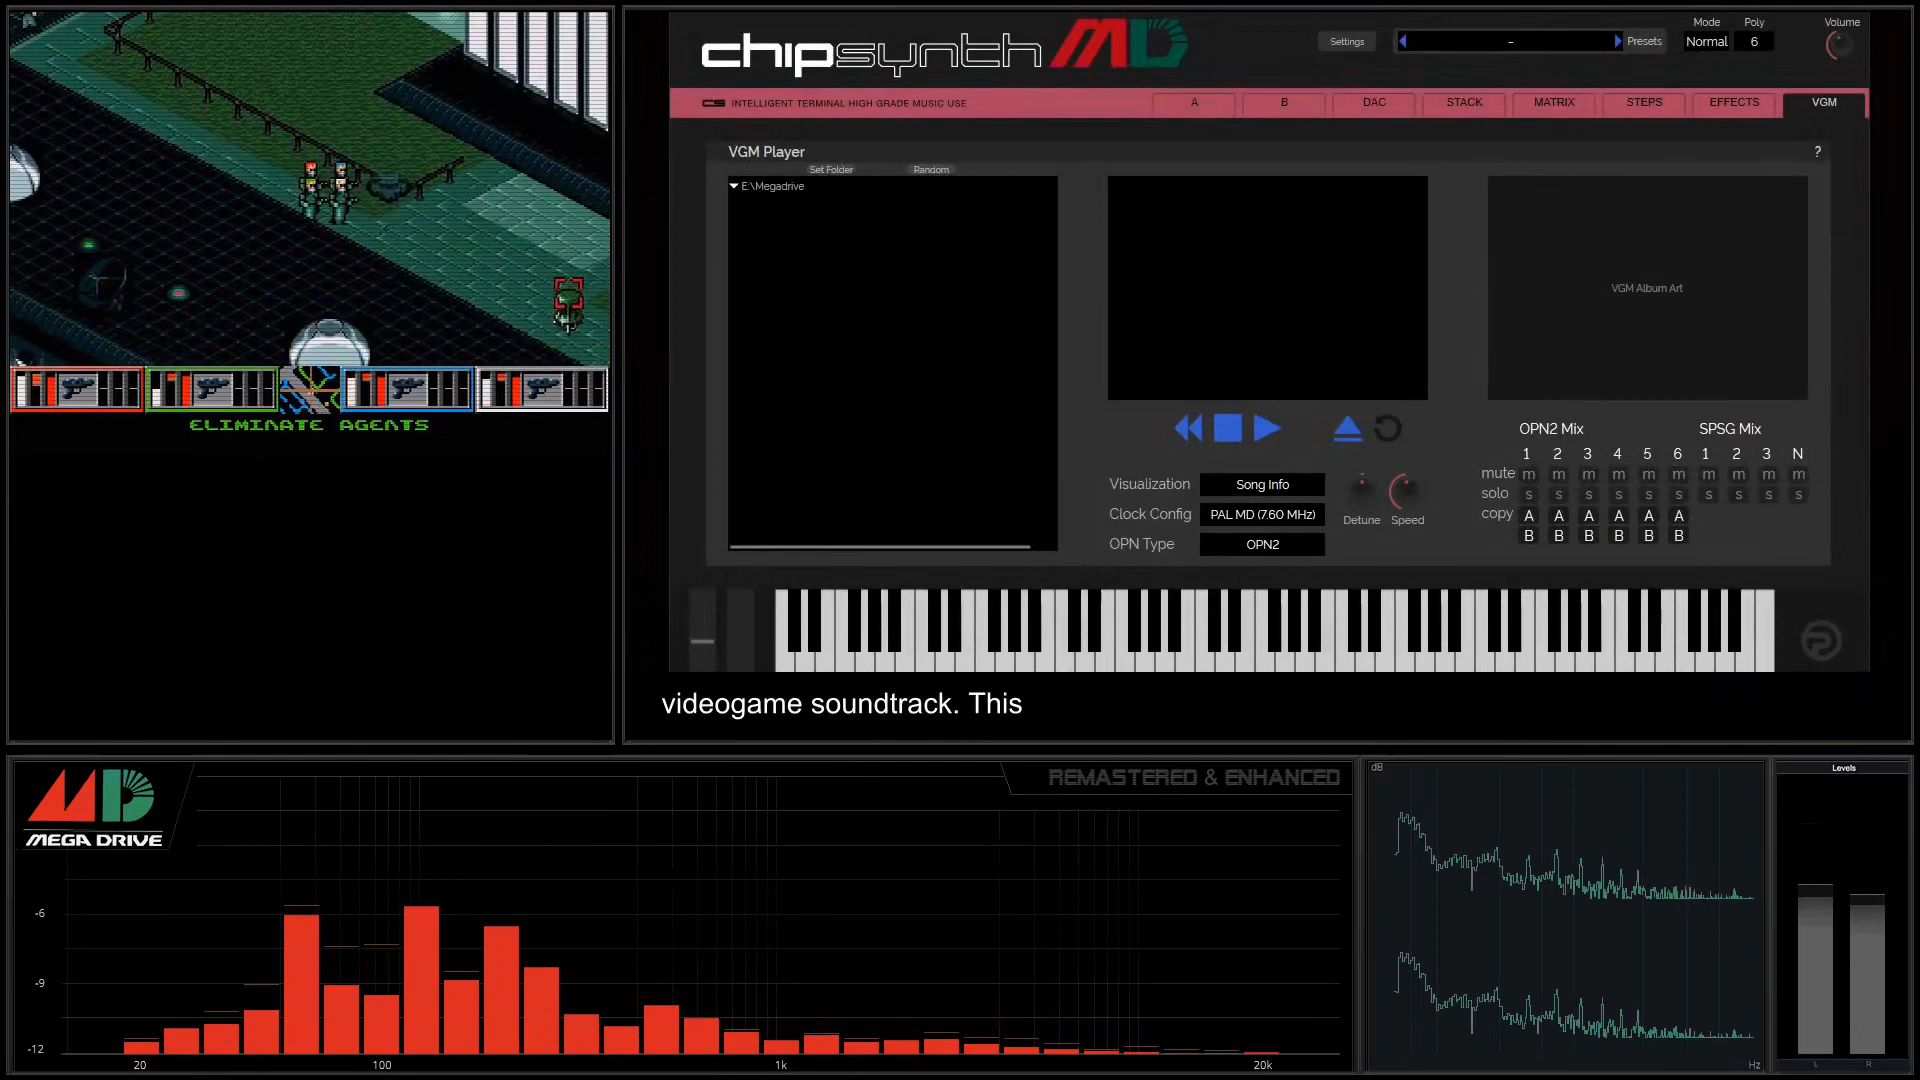 ELIMINATE AGENTS
chipsynth MD
Settings
-
Presets
Mode
Normal
Poly
6
Volume
CS INTELLIGENT TERMINAL HIGH GRADE MUSIC USE
A
B
DAC
STACK
MATRIX
STEPS
EFFECTS
VGM
VGM Player
?
Set Folder
Random
E:\Megadrive
VGM Album Art
Visualization
Song Info
Clock Config
PAL MD (7.60 MHz)
OPN Type
OPN2
Detune
Speed
OPN2 Mix
SPSG Mix
1 2 3 4 5 6 1 2 3 N
mute m m m m m m m m m m
solo s s s s s s s s s s
copy A A A A A A
B B B B B B
videogame soundtrack. This
MD
MEGA DRIVE
REMASTERED & ENHANCED
-6
-9
-12
20
100
1k
20k
dB
Hz
Levels
L
R